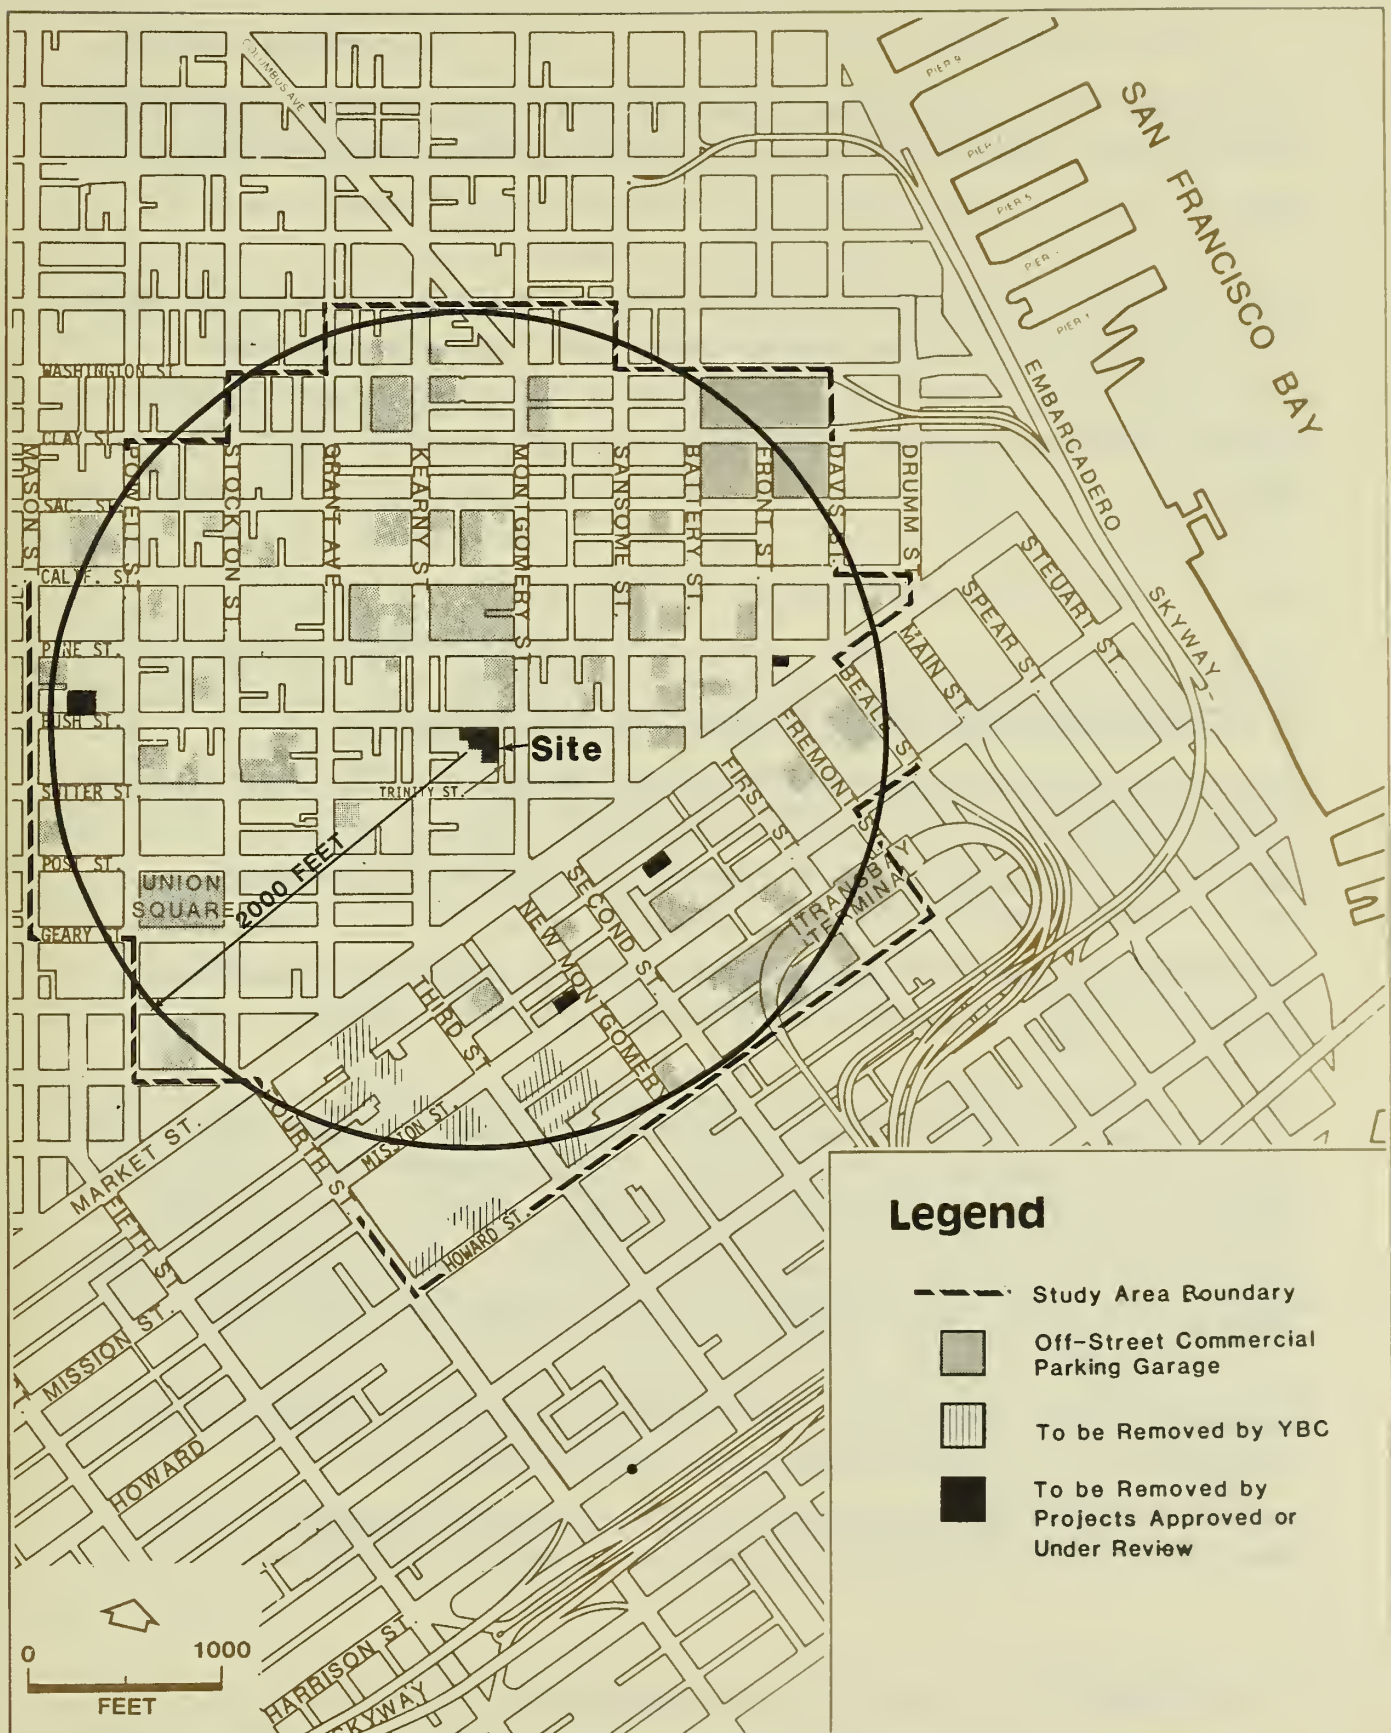 COLUMBUS AVE
PIER 9
PIER 5
PIER 1
SAN FRANCISCO BAY
EMBARCADERO
SKYWAY
WASHINGTON ST.
CLAY ST.
SAC. ST.
CALIF. ST.
PINE ST.
BUSH ST.
SUTTER ST.
POST ST.
GEARY ST.
MASON ST.
POWELL ST.
STOCKTON ST.
GRANT AVE
KEARNY ST.
MONTGOMERY ST.
SANSOME ST.
BATTERY ST.
FRONT ST.
DAVIS ST.
DRUMM ST.
STEUART ST.
SPEAR ST
MAIN ST
BEALE ST
FREMONT ST
FIRST ST
Site
TRINITY ST.
2000 FEET
UNION
SQUARE
TRANSBAY
TERMINAL
SECOND ST
NEW MONTGOMERY
THIRD ST
MISSION ST.
FOURTH ST
HOWARD ST.
MARKET ST.
FIFTH ST.
MISSION ST.
HOWARD
HARRISON ST.
SKYWAY
0 1000
FEET
Legend
Study Area Boundary
Off-Street Commercial
Parking Garage
To be Removed by YBC
To be Removed by
Projects Approved or
Under Review